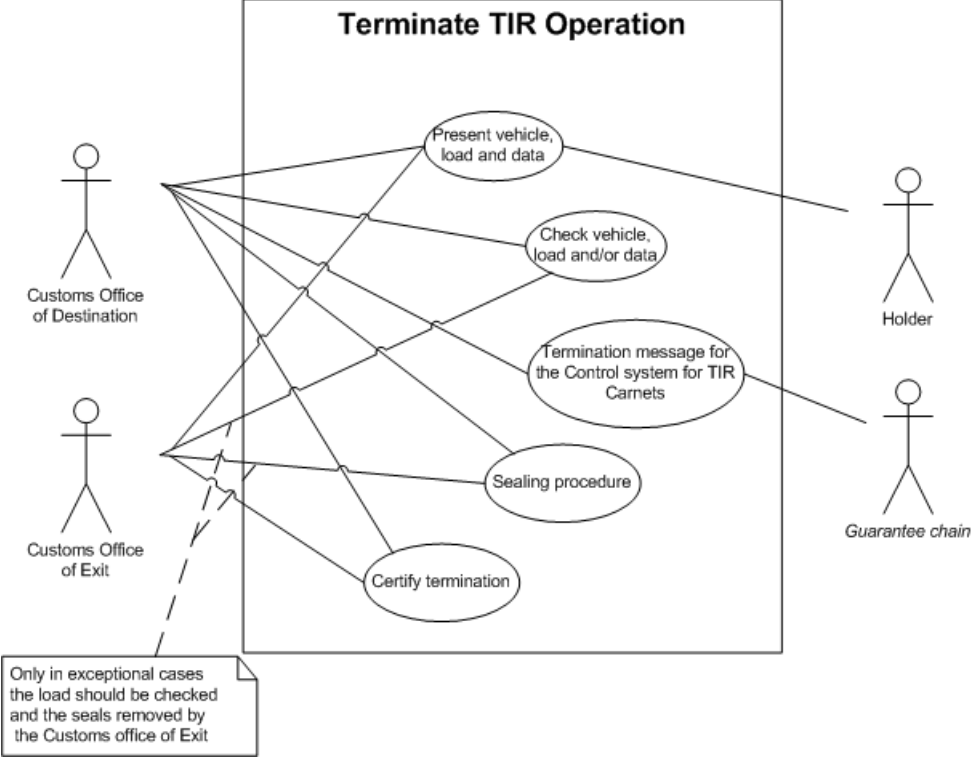 Terminate TIR Operation
Present vehicle,
load and data
Check vehicle,
load and/or data
Customs Office
of Destination
Holder
Termination message for
the Control system for TIR
Carnets
Sealing procedure
Guarantee chain
Customs Office
of Exit
Certify termination
Only in exceptional cases
the load should be checked
and the seals removed by
the Customs office of Exit